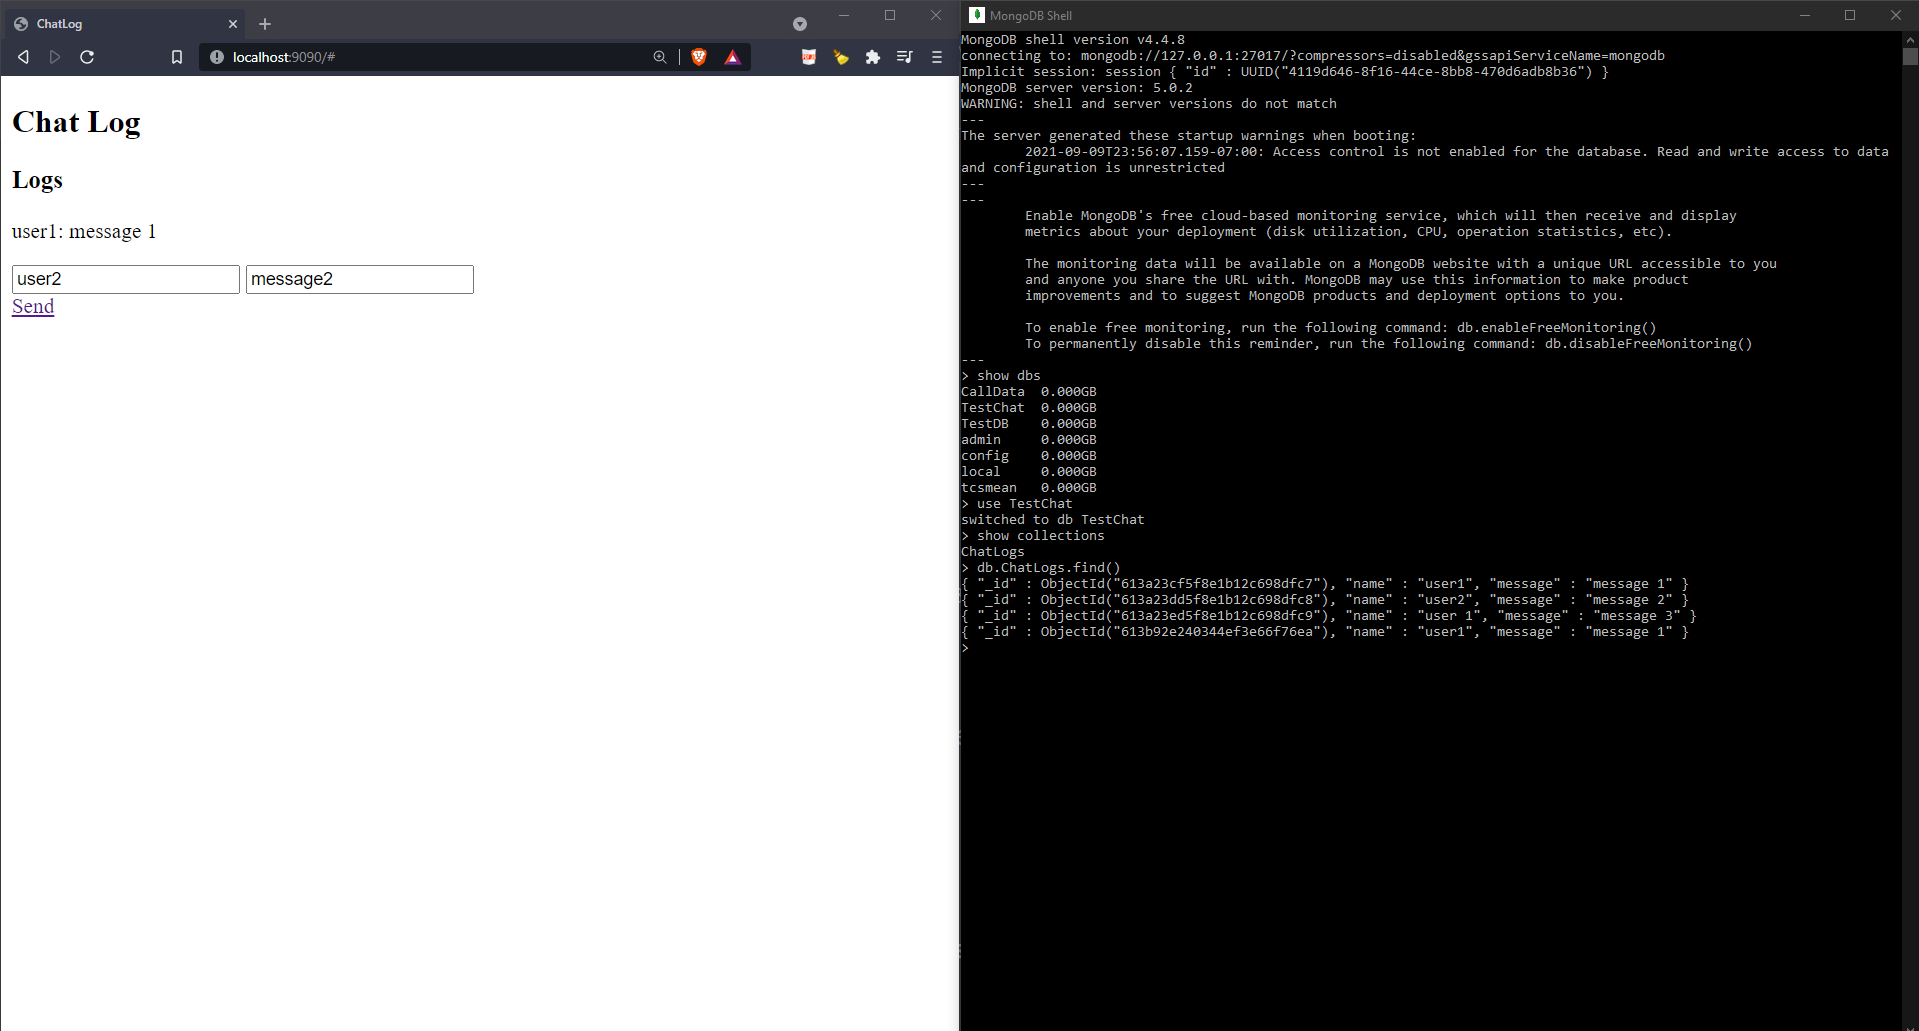 ChatLog
localhost:9090/#
Chat Log
Logs
user1: message 1
user2 message2
Send
MongoDB Shell
MongoDB shell version v4.4.8
connecting to: mongodb://127.0.0.1:27017/?compressors=disabled&gssapiServiceName=mongodb
Implicit session: session { "id" : UUID("4119d646-8f16-44ce-8bb8-470d6adb8b36") }
MongoDB server version: 5.0.2
WARNING: shell and server versions do not match
---
The server generated these startup warnings when booting:
2021-09-09T23:56:07.159-07:00: Access control is not enabled for the database. Read and write access to data
and configuration is unrestricted
---
---
Enable MongoDB's free cloud-based monitoring service, which will then receive and display
metrics about your deployment (disk utilization, CPU, operation statistics, etc).
The monitoring data will be available on a MongoDB website with a unique URL accessible to you
and anyone you share the URL with. MongoDB may use this information to make product
improvements and to suggest MongoDB products and deployment options to you.
To enable free monitoring, run the following command: db.enableFreeMonitoring()
To permanently disable this reminder, run the following command: db.disableFreeMonitoring()
---
> show dbs
CallData  0.000GB
TestChat  0.000GB
TestDB    0.000GB
admin     0.000GB
config    0.000GB
local     0.000GB
tcsmean   0.000GB
> use TestChat
switched to db TestChat
> show collections
ChatLogs
> db.ChatLogs.find()
{ "_id" : ObjectId("613a23cf5f8e1b12c698dfc7"), "name" : "user1", "message" : "message 1" }
{ "_id" : ObjectId("613a23dd5f8e1b12c698dfc8"), "name" : "user2", "message" : "message 2" }
{ "_id" : ObjectId("613a23ed5f8e1b12c698dfc9"), "name" : "user 1", "message" : "message 3" }
{ "_id" : ObjectId("613b92e240344ef3e66f76ea"), "name" : "user1", "message" : "message 1" }
>